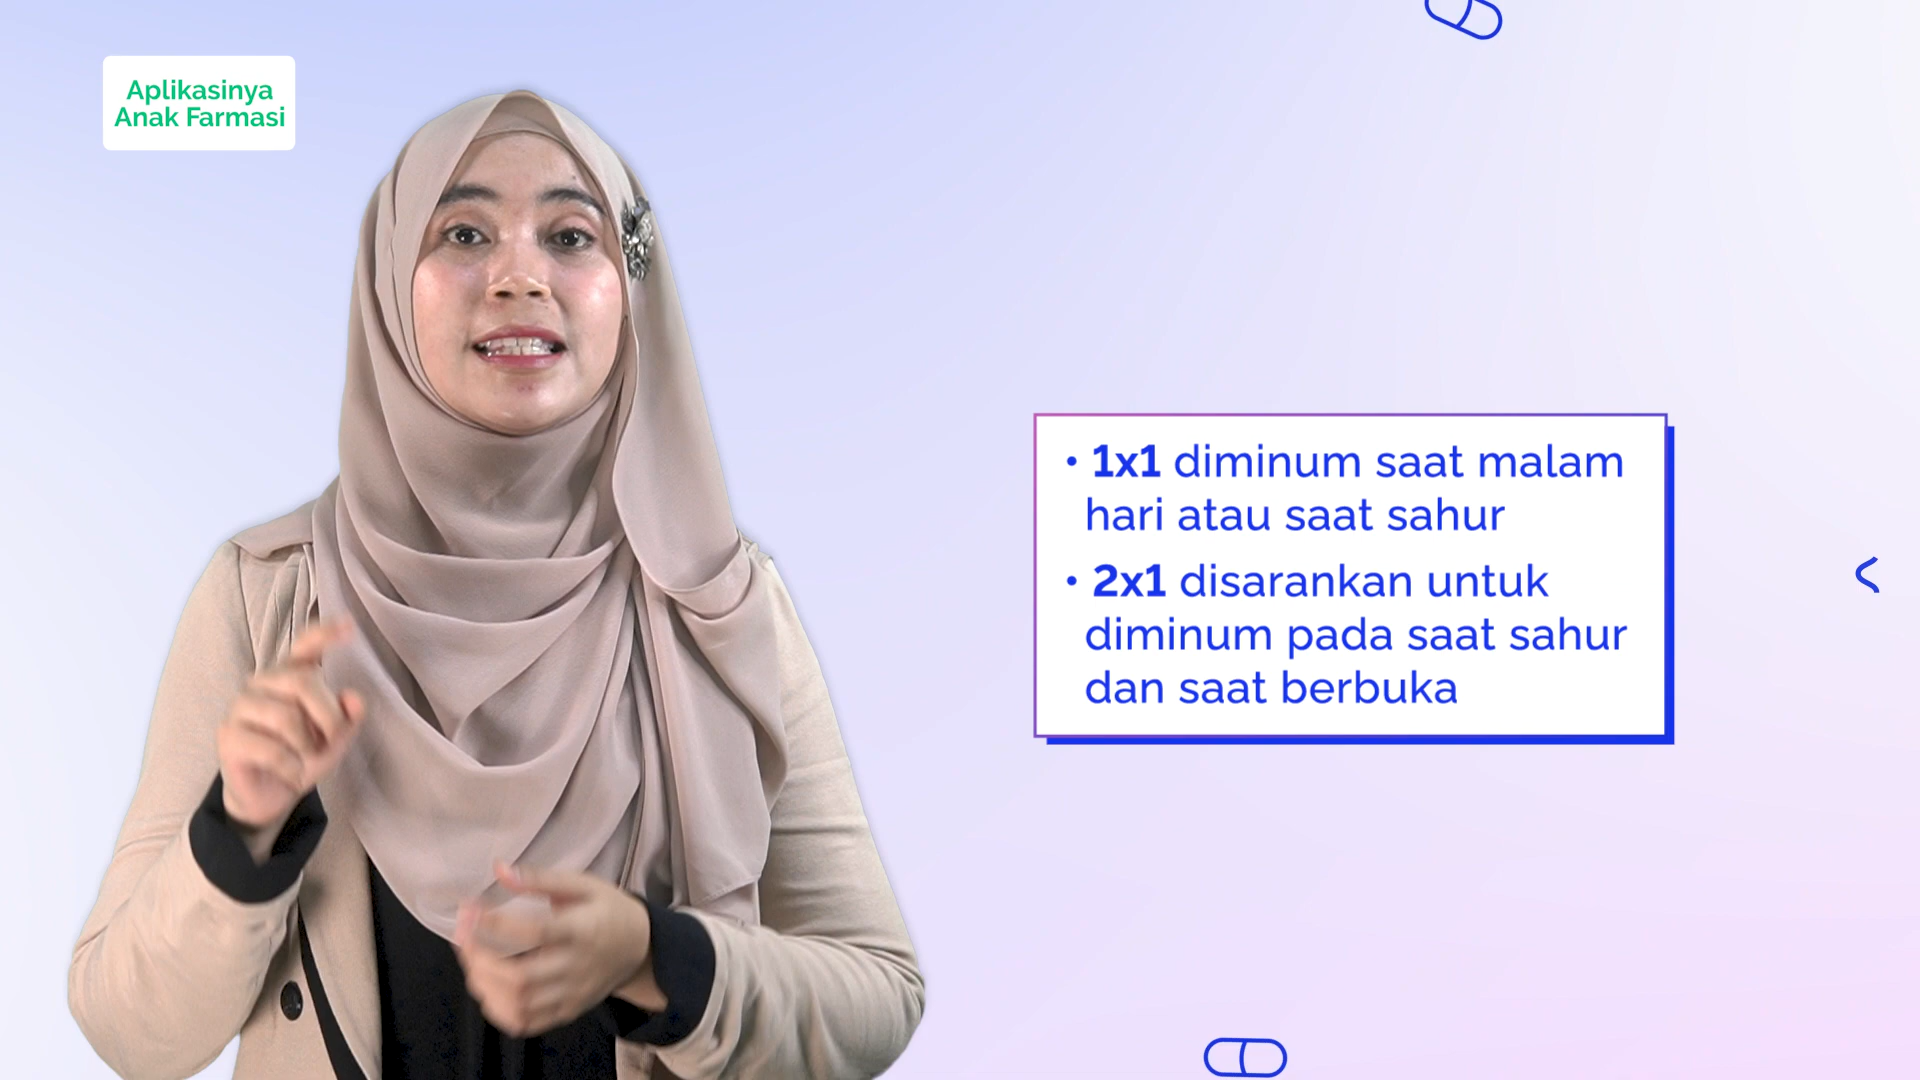 Aplikasinya
Anak Farmasi
• 1x1 diminum saat malam
hari atau saat sahur
• 2x1 disarankan untuk
diminum pada saat sahur
dan saat berbuka